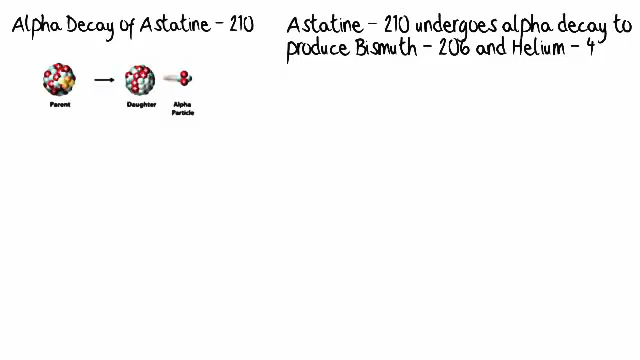 Alpha Decay of Astatine - 210
Astatine - 210 undergoes alpha decay to
produce Bismuth - 206 and Helium - 4
Parent
Daughter
Alpha
Particle